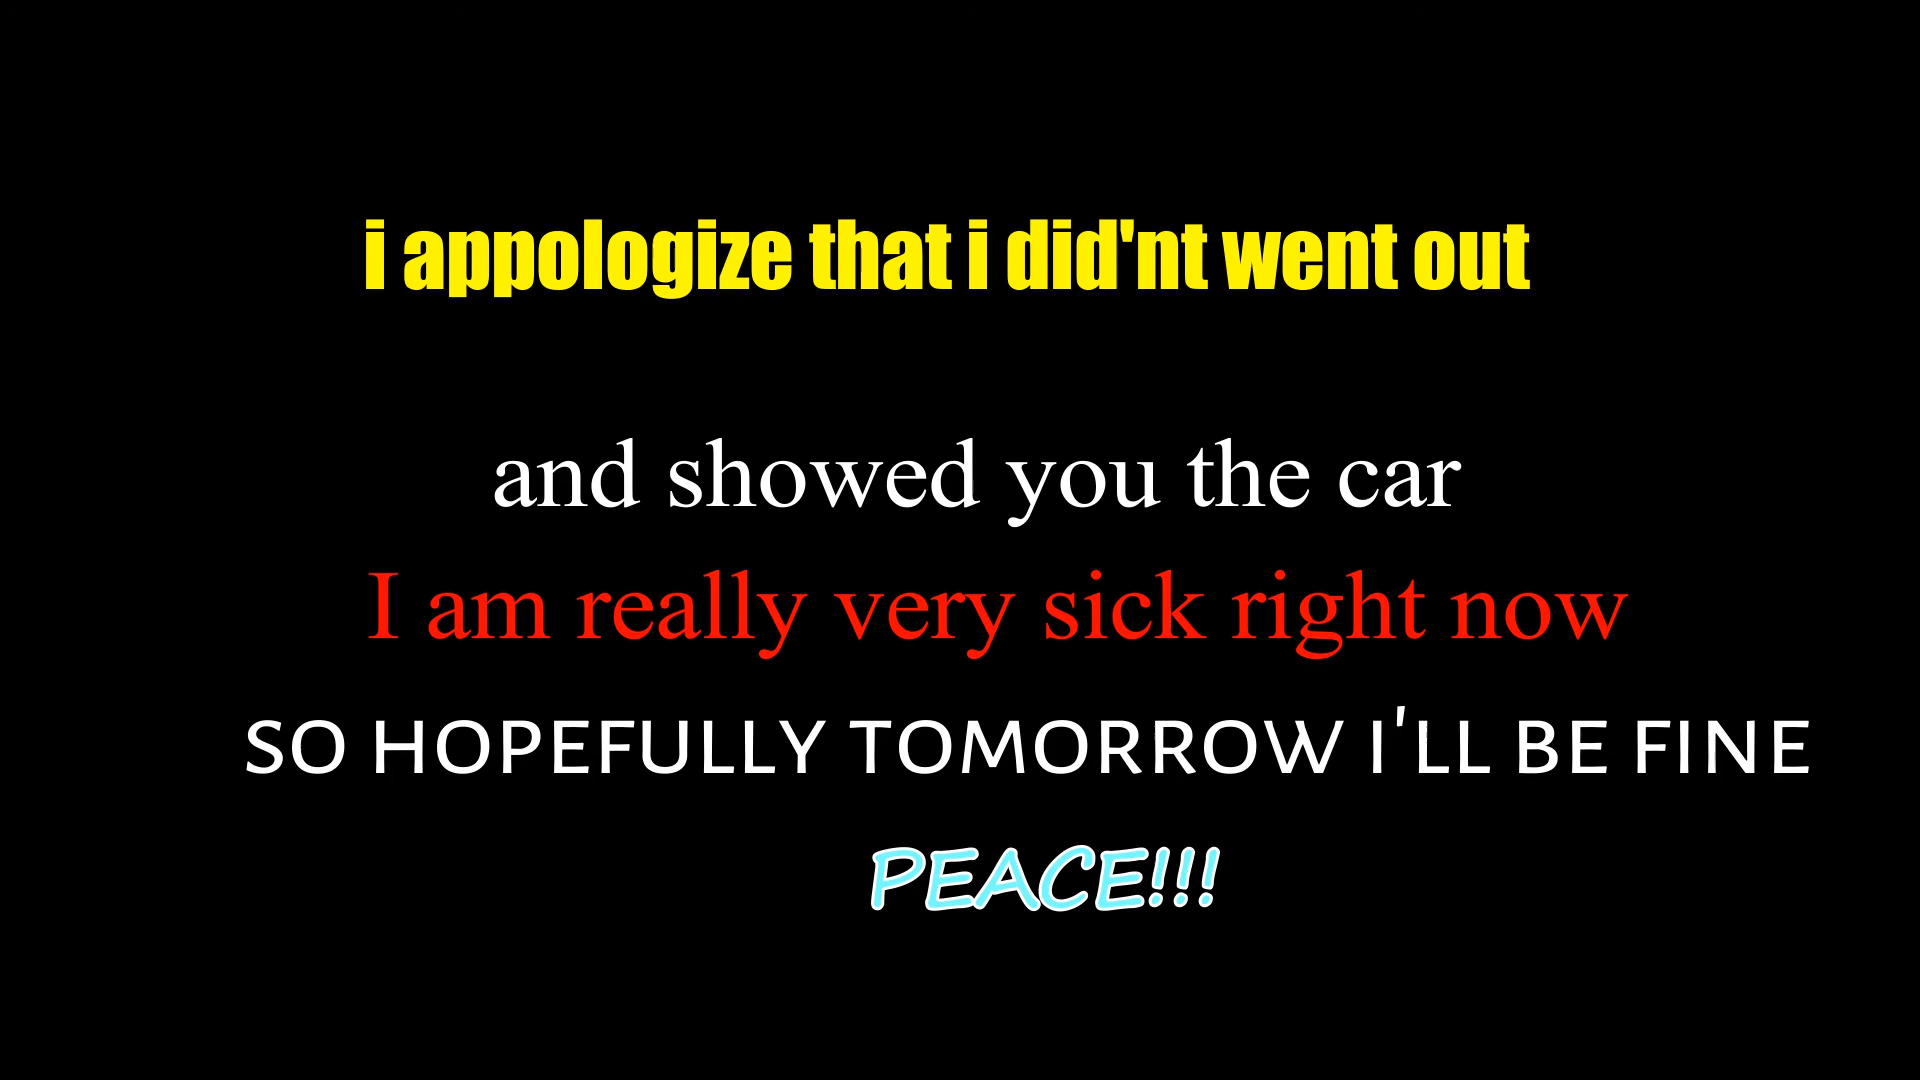 i appologize that i did'nt went out
and showed you the car
I am really very sick right now
SO HOPEFULLY TOMORROW I'LL BE FINE
PEACE!!!